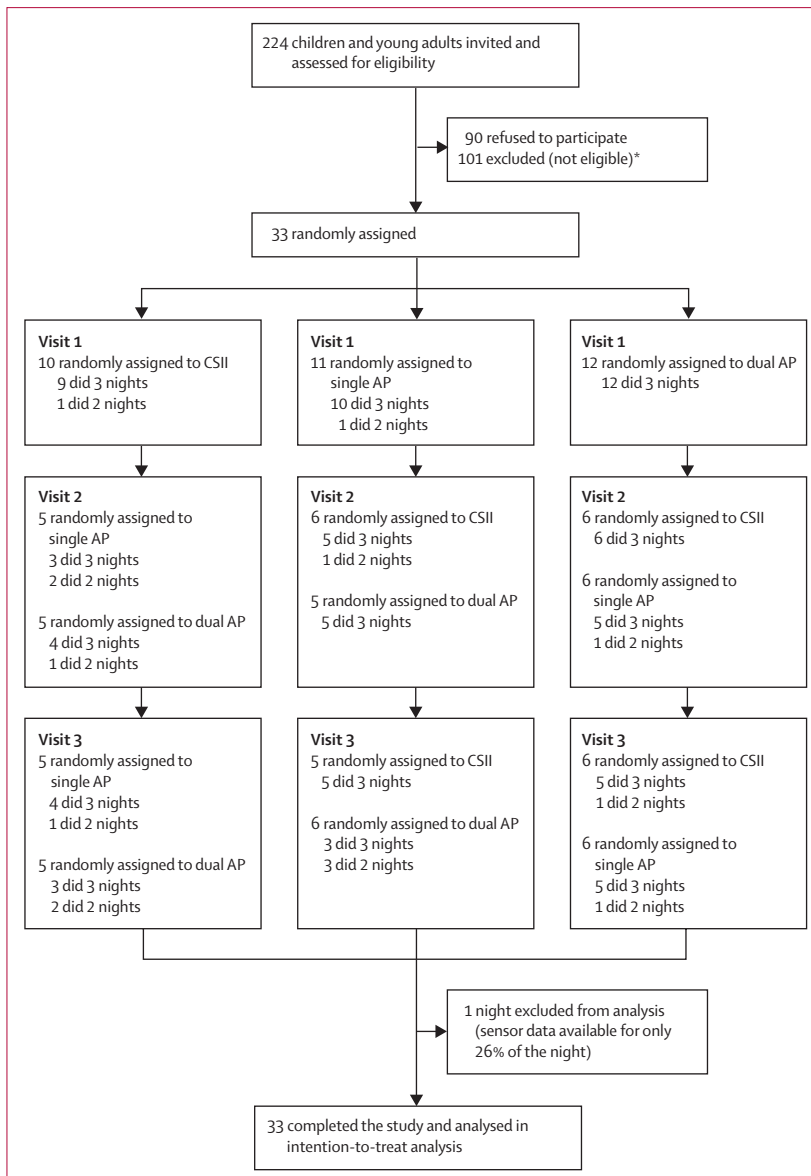 224 children and young adults invited and
assessed for eligibility
90 refused to participate
101 excluded (not eligible)*
33 randomly assigned
Visit 1
10 randomly assigned to CSII
9 did 3 nights
1 did 2 nights
Visit 1
11 randomly assigned to
single AP
10 did 3 nights
1 did 2 nights
Visit 1
12 randomly assigned to dual AP
12 did 3 nights
Visit 2
5 randomly assigned to
single AP
3 did 3 nights
2 did 2 nights
5 randomly assigned to dual AP
4 did 3 nights
1 did 2 nights
Visit 2
6 randomly assigned to CSII
5 did 3 nights
1 did 2 nights
5 randomly assigned to dual AP
5 did 3 nights
Visit 2
6 randomly assigned to CSII
6 did 3 nights
6 randomly assigned to
single AP
5 did 3 nights
1 did 2 nights
Visit 3
5 randomly assigned to
single AP
4 did 3 nights
1 did 2 nights
5 randomly assigned to dual AP
3 did 3 nights
2 did 2 nights
Visit 3
5 randomly assigned to CSII
5 did 3 nights
6 randomly assigned to dual AP
3 did 3 nights
3 did 2 nights
Visit 3
6 randomly assigned to CSII
5 did 3 nights
1 did 2 nights
6 randomly assigned to
single AP
5 did 3 nights
1 did 2 nights
1 night excluded from analysis
(sensor data available for only
26% of the night)
33 completed the study and analysed in
intention-to-treat analysis